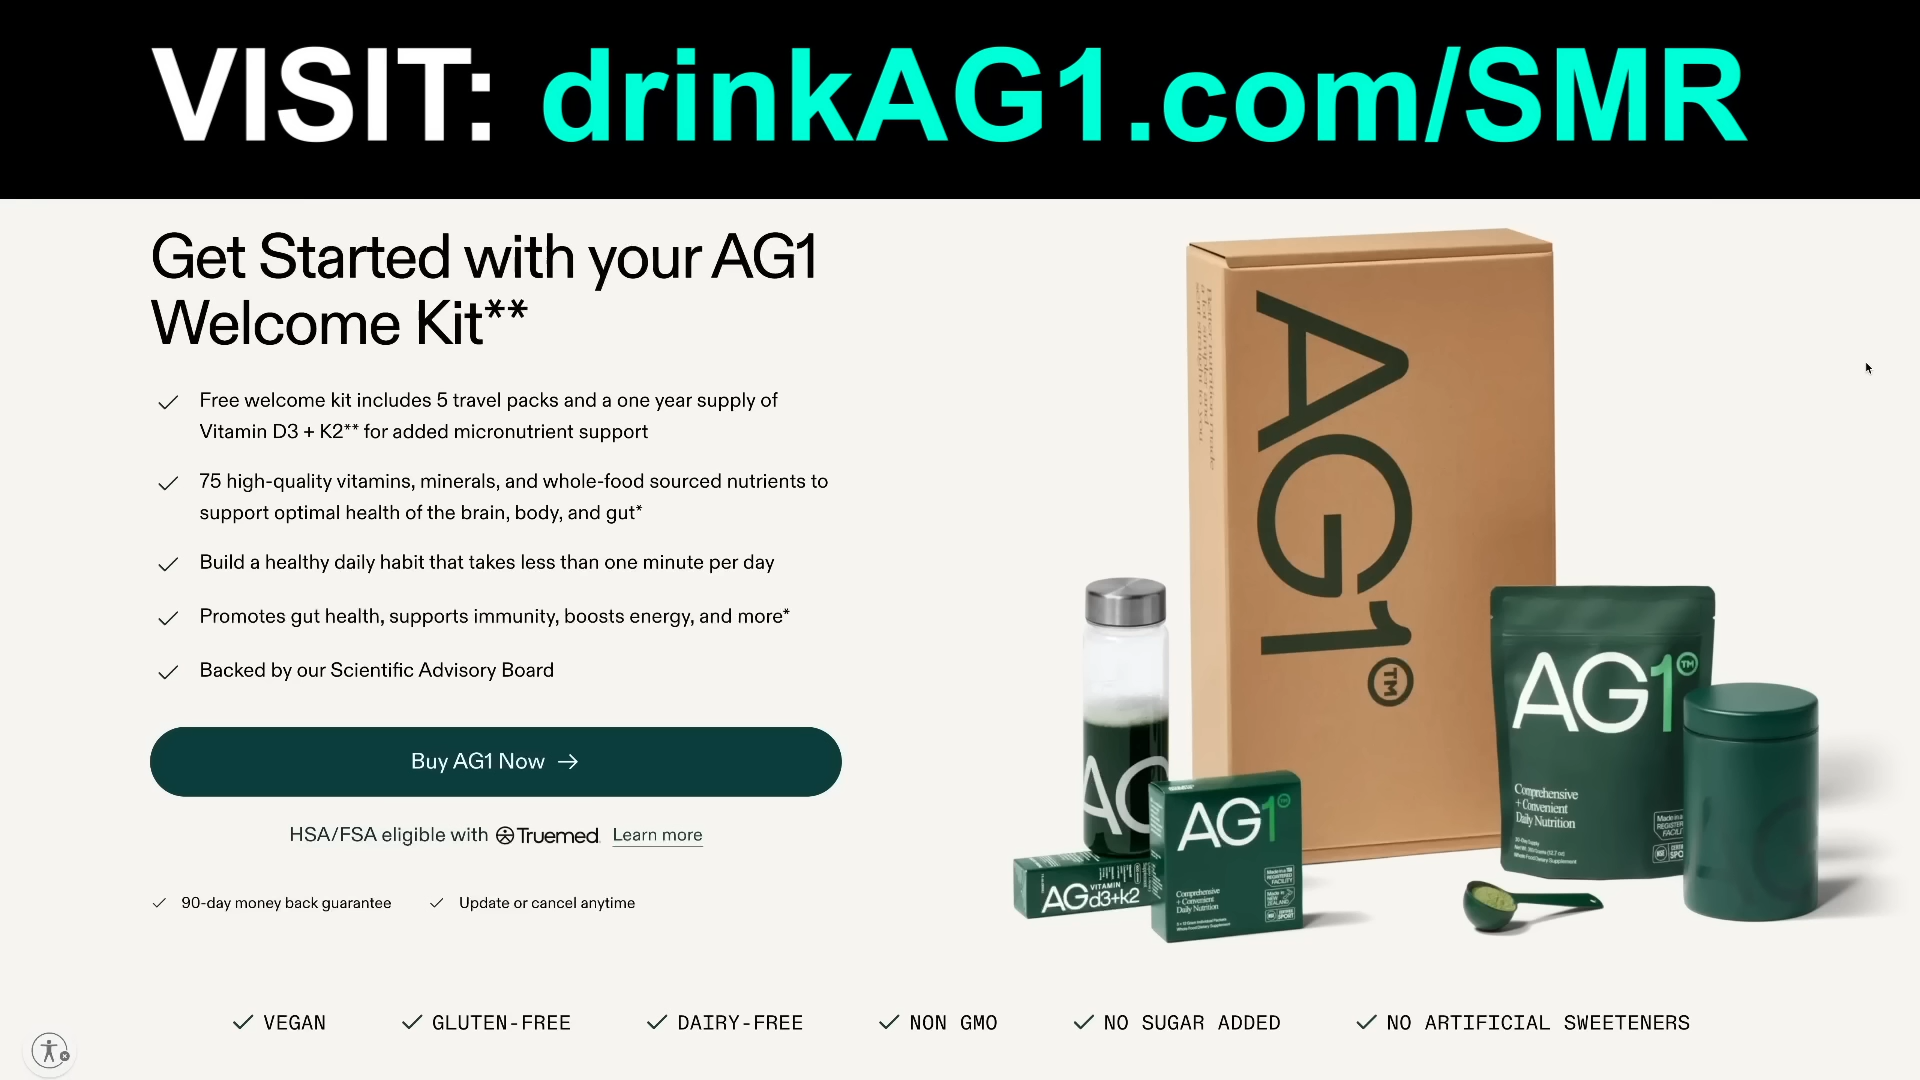 VISIT: drinkAG1.com/SMR
Get Started with your AG1
Welcome Kit**
Free welcome kit includes 5 travel packs and a one year supply of
Vitamin D3 + K2** for added micronutrient support
75 high-quality vitamins, minerals, and whole-food sourced nutrients to
support optimal health of the brain, body, and gut*
Build a healthy daily habit that takes less than one minute per day
Promotes gut health, supports immunity, boosts energy, and more*
Backed by our Scientific Advisory Board
Buy AG1 Now →
HSA/FSA eligible with Truemed Learn more
90-day money back guarantee
Update or cancel anytime
AG1™
AG
AG VITAMIN d3+k2
AG1™
Comprehensive
+ Convenient
Daily Nutrition
AG1™
Comprehensive
+ Convenient
Daily Nutrition
VEGAN
GLUTEN-FREE
DAIRY-FREE
NON GMO
NO SUGAR ADDED
NO ARTIFICIAL SWEETENERS